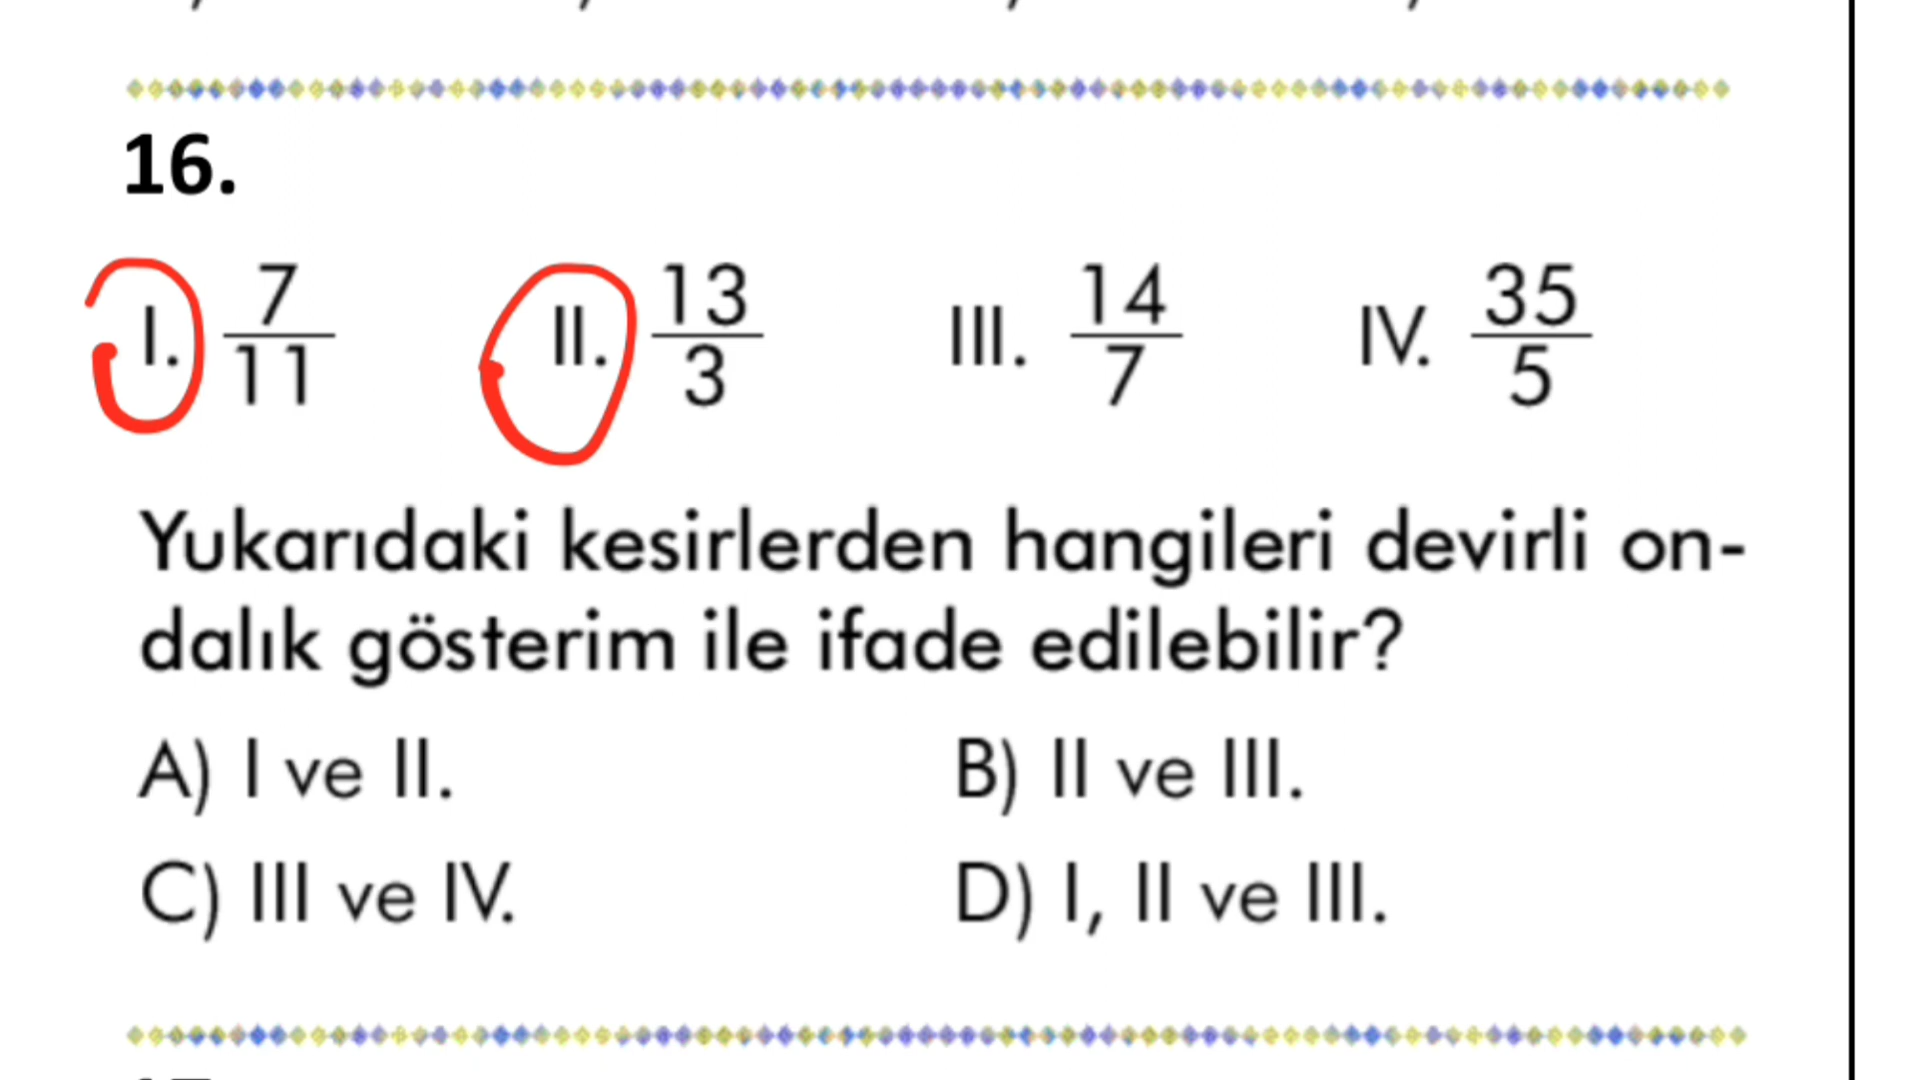 16.
I. 7/11 II. 13/3 III. 14/7 IV. 35/5
Yukarıdaki kesirlerden hangileri devirli on-
dalık gösterim ile ifade edilebilir?
A) I ve II. B) II ve III.
C) III ve IV. D) I, II ve III.